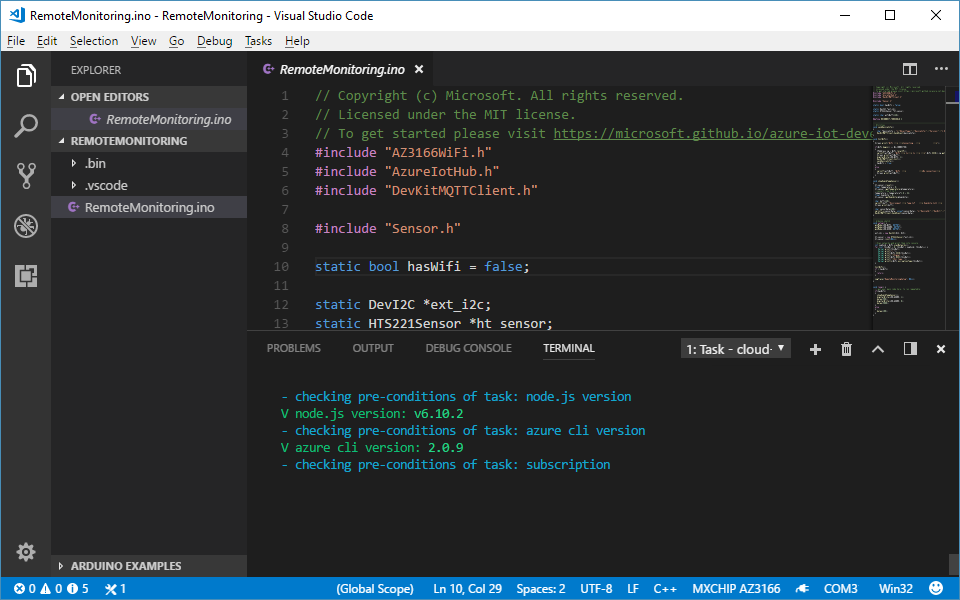 RemoteMonitoring.ino - RemoteMonitoring - Visual Studio Code
File Edit Selection View Go Debug Tasks Help
EXPLORER
OPEN EDITORS
RemoteMonitoring.ino
REMOTEMONITORING
.bin
.vscode
RemoteMonitoring.ino
ARDUINO EXAMPLES
RemoteMonitoring.ino
1 // Copyright (c) Microsoft. All rights reserved.
2 // Licensed under the MIT license.
3 // To get started please visit https://microsoft.github.io/azure-iot-deve
4 #include "AZ3166WiFi.h"
5 #include "AzureIotHub.h"
6 #include "DevKitMQTTClient.h"
7
8 #include "Sensor.h"
9
10 static bool hasWifi = false;
11
12 static DevI2C *ext_i2c;
13 static HTS221Sensor *ht_sensor;
PROBLEMS OUTPUT DEBUG CONSOLE TERMINAL 1: Task - cloud-
- checking pre-conditions of task: node.js version
V node.js version: v6.10.2
- checking pre-conditions of task: azure cli version
V azure cli version: 2.0.9
- checking pre-conditions of task: subscription
0 0 5 1 (Global Scope) Ln 10, Col 29 Spaces: 2 UTF-8 LF C++ MXCHIP AZ3166 COM3 Win32